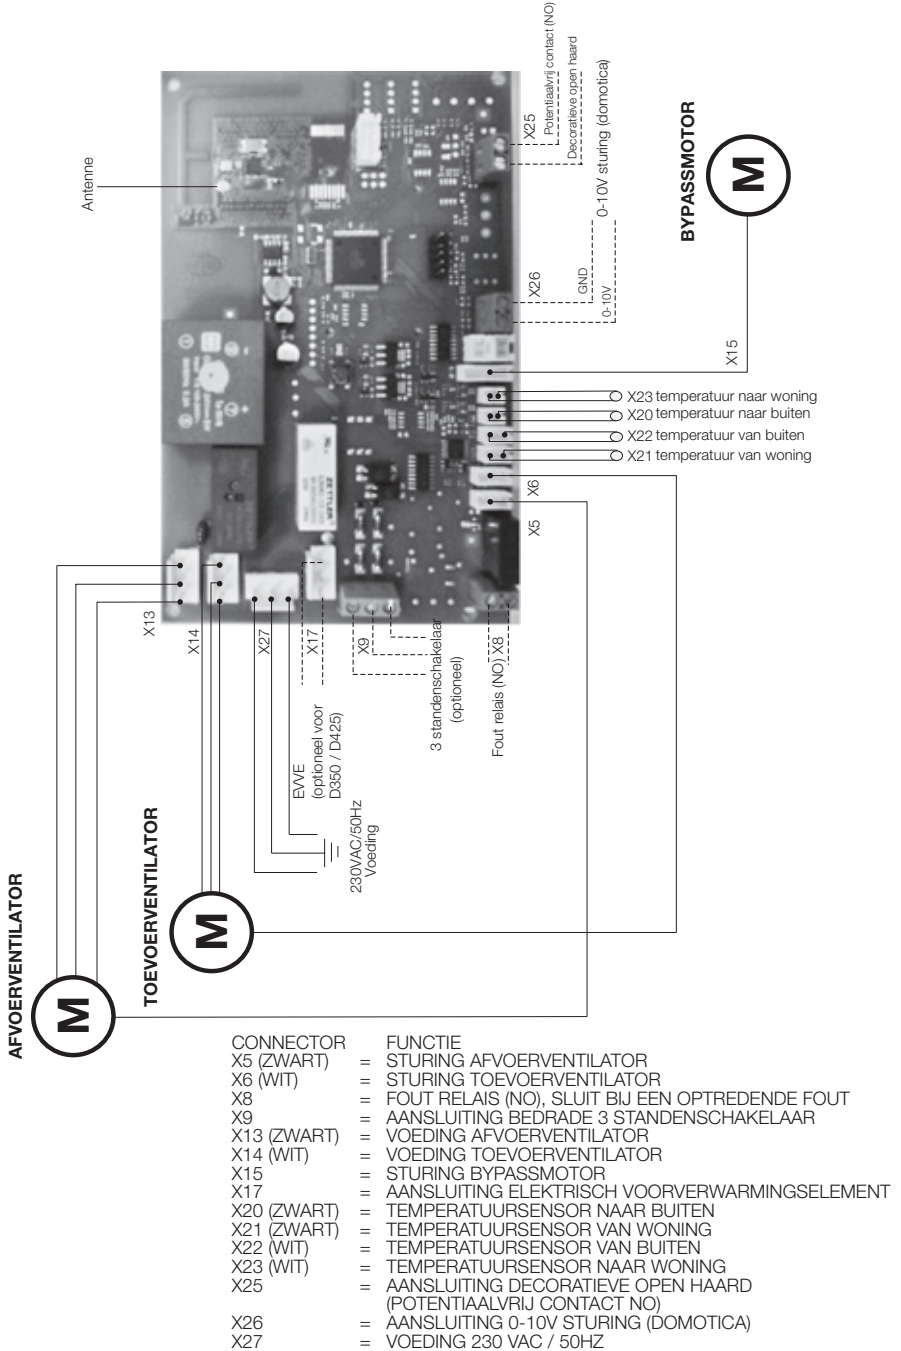 Antenne
X25
Potentiaalvrij contact (NO)
Decoratieve open haard
0-10V sturing (domotica)
X26
GND
0-10V
BYPASSMOTOR
M
X15
X23 temperatuur naar woning
X20 temperatuur naar buiten
X22 temperatuur van buiten
X21 temperatuur van woning
X6
X5
ZETTLER
X13
X14
X27
X17
X9
X8
3 standenschakelaar
(optioneel)
Fout relais (NO)
EVVE
(optioneel voor
D350 / D425)
230VAC/50Hz
Voeding
TOEVOERVENTILATOR
M
AFVOERVENTILATOR
M
CONNECTOR FUNCTIE
X5 (ZWART) = STURING AFVOERVENTILATOR
X6 (WIT) = STURING TOEVOERVENTILATOR
X8 = FOUT RELAIS (NO), SLUIT BIJ EEN OPTREDENDE FOUT
X9 = AANSLUITING BEDRADE 3 STANDENSCHAKELAAR
X13 (ZWART) = VOEDING AFVOERVENTILATOR
X14 (WIT) = VOEDING TOEVOERVENTILATOR
X15 = STURING BYPASSMOTOR
X17 = AANSLUITING ELEKTRISCH VOORVERWARMINGSELEMENT
X20 (ZWART) = TEMPERATUURSENSOR NAAR BUITEN
X21 (ZWART) = TEMPERATUURSENSOR VAN WONING
X22 (WIT) = TEMPERATUURSENSOR VAN BUITEN
X23 (WIT) = TEMPERATUURSENSOR NAAR WONING
X25 = AANSLUITING DECORATIEVE OPEN HAARD
(POTENTIAALVRIJ CONTACT NO)
X26 = AANSLUITING 0-10V STURING (DOMOTICA)
X27 = VOEDING 230 VAC / 50HZ